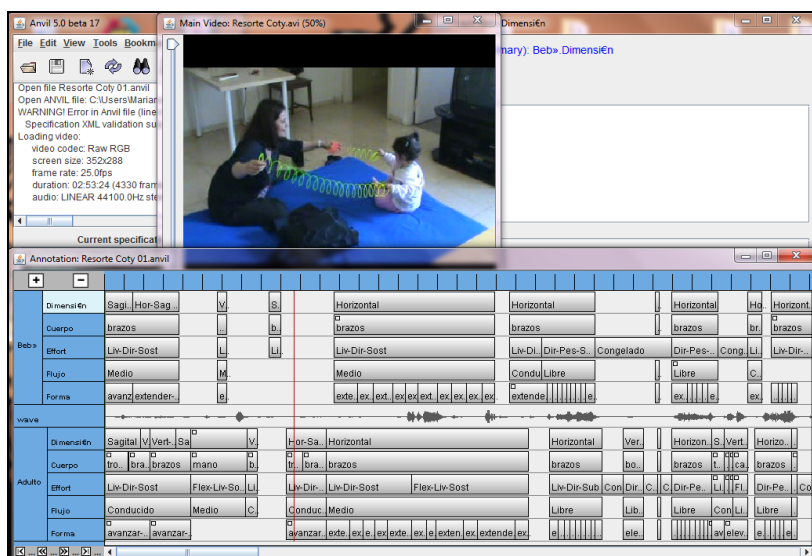 Anvil 5.0 beta 17
File Edit View Tools Bookm
Open file Resorte Coty 01.anvil
Open ANVIL file: C:\Users\Marian
WARNING! Error in Anvil file (line
Specification XML validation su
Loading video:
video codec: Raw RGB
screen size: 352x288
frame rate: 25.0fps
duration: 02:53:24 (4330 fram
audio: LINEAR 44100.0Hz ste
Current specificat
Main Video: Resorte Coty.avi (50%)
Dimensi€n
mary): Beb».Dimensi€n
Annotation: Resorte Coty 01.anvil
+ −
Beb»
Dimensi€n Sagi.. Hor-Sag V. S. Horizontal Horizontal Horizontal Ho.. Horizont.
Cuerpo brazos .. b.. brazos brazos brazos br. brazos
Effort Liv-Dir-Sost L. Li. Liv-Dir-Sost Liv-Di.. Dir-Pes-S.. Congelado Dir-Pes-.. Cong.. Li. Liv-Dir-..
Flujo Medio M. Medio Condu Libre Libre C..
Forma avanz extender-.. e. exte. ex. ext.. ex ex ext.. ex. ex. ex ex. extende e. ex. e. ex.
wave
Adulto
Dimensi€n Sagital V. Vert-.. Sa V. Hor-Sa.. Horizontal Horizontal Ver.. Horizon.. S.. Vert.. Horizo..
Cuerpo tro.. bra.. brazos mano b.. tr.. bra.. brazos brazos bo.. brazos t.. ca brazos
Effort Liv-Dir-Sost Flex-Liv-So.. Li. Liv-Dir-.. Liv-Dir-Sost Flex-Liv-Sost Liv-Dir-Sub Con Dir.. C.. C. Dir-Pe.. Li. Fl.. Dir-Pe.. Co
Flujo Conducido Medio C. Conduc.. Medio Libre Lib.. Libre Con Li.. Libre
Forma avanzar-.. avanzar-.. avanzar. exte. ex. e. ex. exte. ex. e exten. ex. extende. ex. e. ele.. av elev.. e.